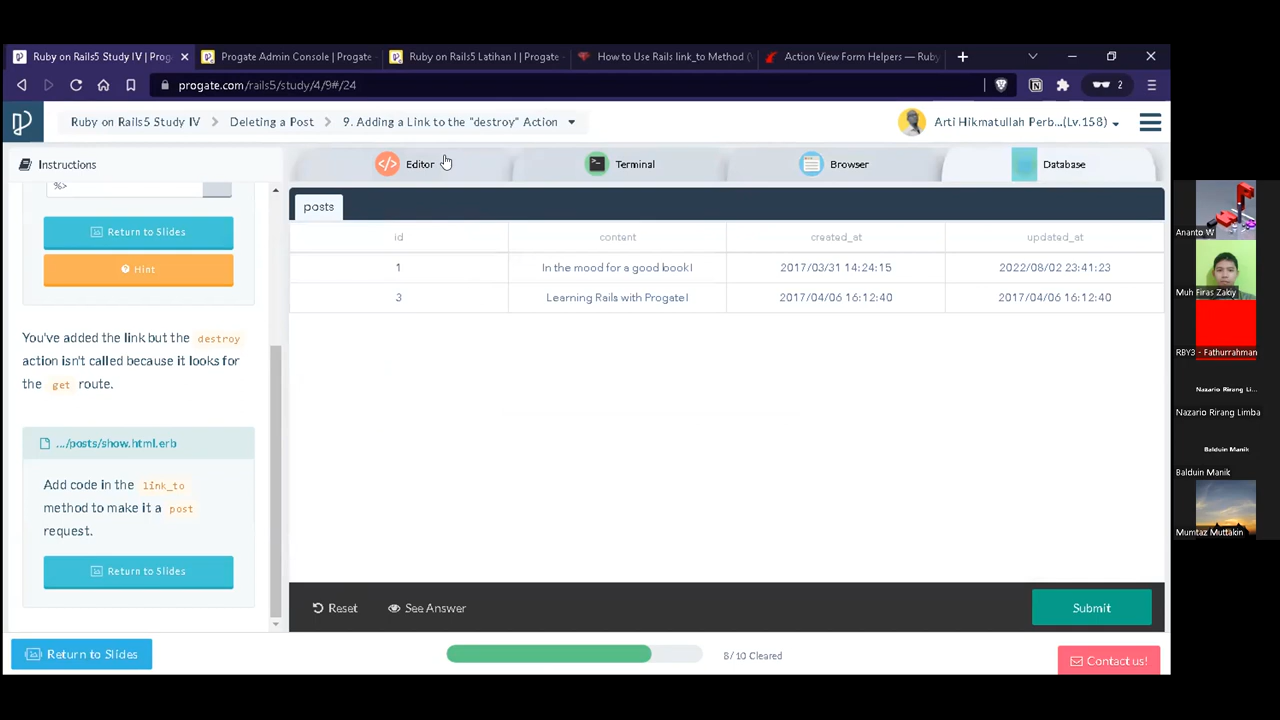 Ruby on Rails5 Study IV | Prog
Progate Admin Console | Progate
Ruby on Rails5 Latihan I | Progate
How to Use Rails link_to Method (
Action View Form Helpers — Ruby
progate.com/rails5/study/4/9#/24
2
Ruby on Rails5 Study IV
Deleting a Post
9. Adding a Link to the "destroy" Action
Arti Hikmatullah Perb...(Lv.158)
Instructions
Editor
Terminal
Browser
Database
%>
Return to Slides
Hint
You've added the link but the destroy
action isn't called because it looks for
the get route.
.../posts/show.html.erb
Add code in the link_to
method to make it a post
request.
Return to Slides
posts
id content created_at updated_at
1 In the mood for a good book! 2017/03/31 14:24:15 2022/08/02 23:41:23
3 Learning Rails with Progate! 2017/04/06 16:12:40 2017/04/06 16:12:40
Reset
See Answer
Submit
Return to Slides
8/10 Cleared
Contact us!
Ananto W
Muh Firas Zakiy
RBY3 - Fathurrahman
Nazario Rirang Li...
Nazario Rirang Limba
Balduin Manik
Balduin Manik
Mumtaz Muttakin